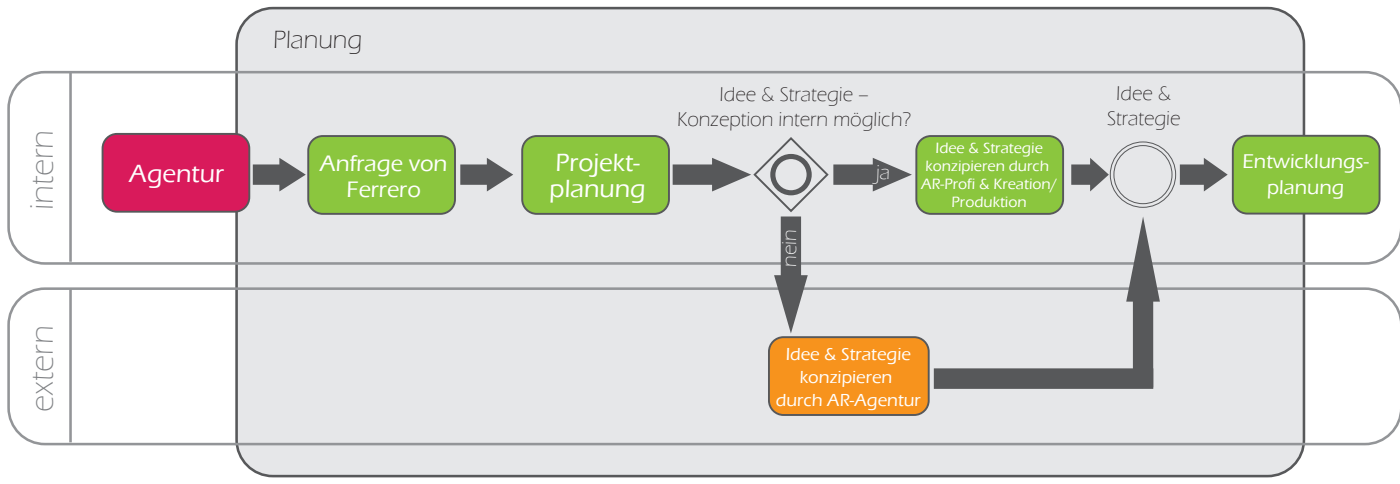 Planung
intern
Agentur
Anfrage von
Ferrero
Projekt-
planung
Idee & Strategie –
Konzeption intern möglich?
ja
nein
Idee & Strategie
konzipieren durch
AR-Profi & Kreation/
Produktion
Idee &
Strategie
Entwicklungs-
planung
extern
Idee & Strategie
konzipieren
durch AR-Agentur